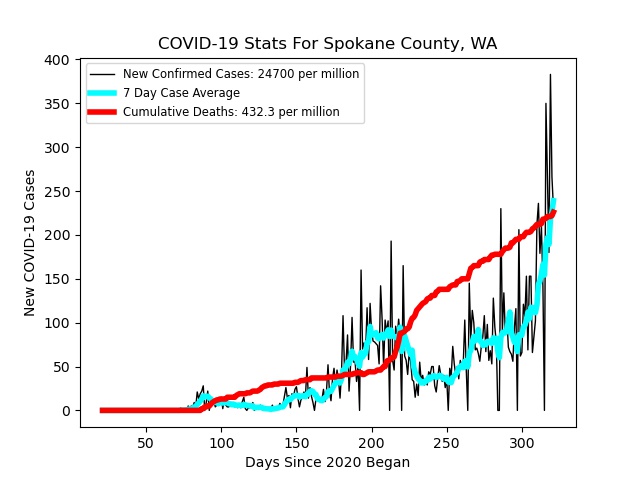 COVID-19 Stats For Spokane County, WA
New Confirmed Cases: 24700 per million
7 Day Case Average
Cumulative Deaths: 432.3 per million
New COVID-19 Cases
400
350
300
250
200
150
100
50
0
50 100 150 200 250 300
Days Since 2020 Began